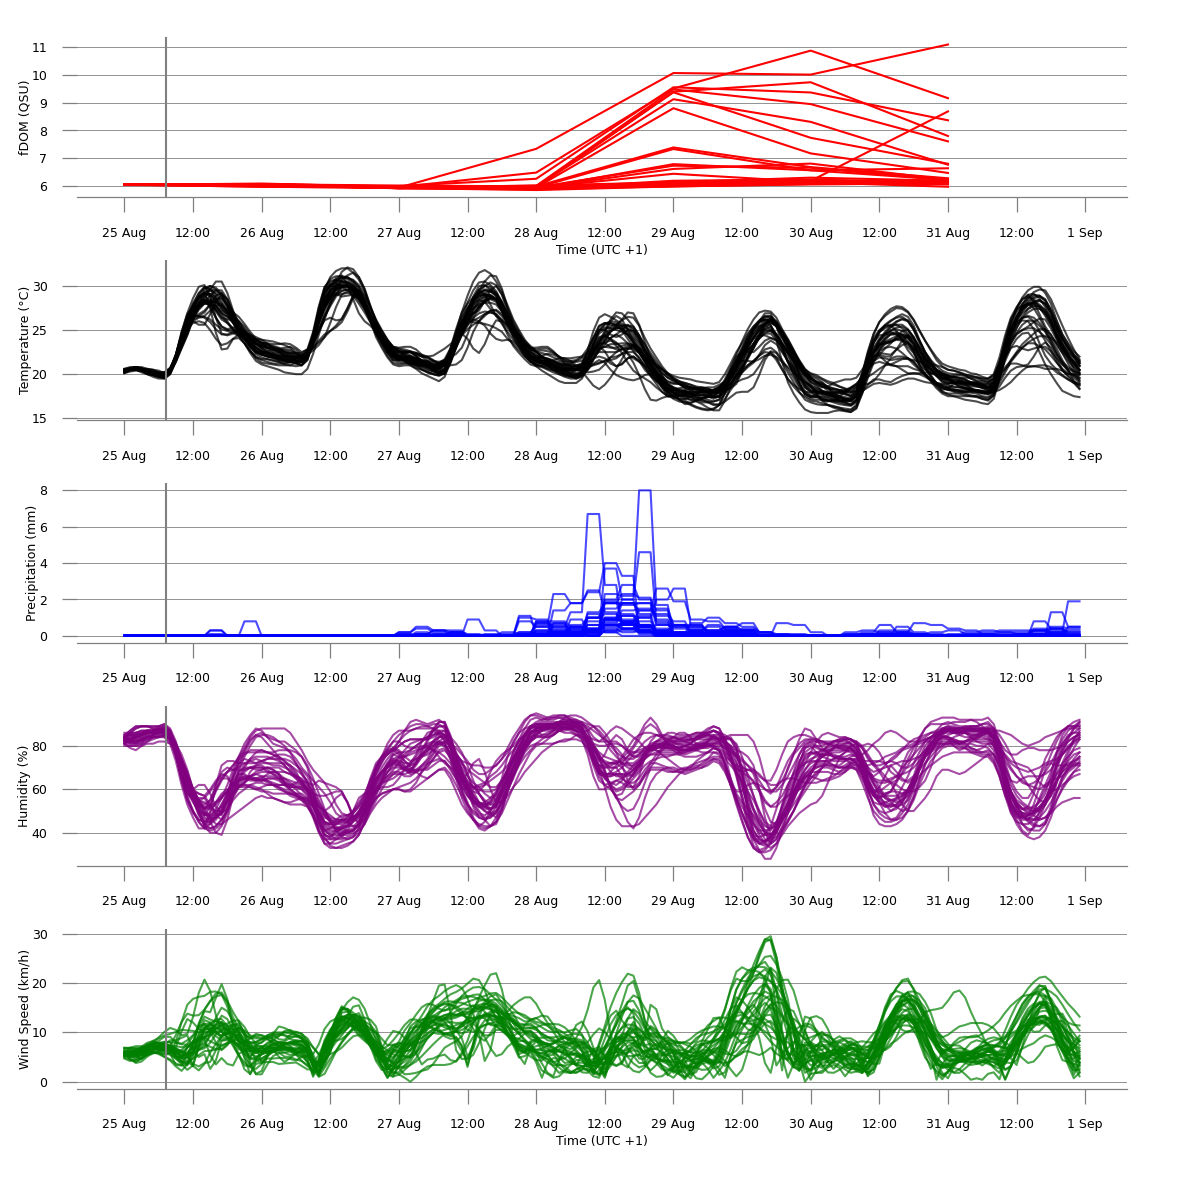 fDOM (QSU)
11
10
9
8
7
6
25 Aug 12:00 26 Aug 12:00 27 Aug 12:00 28 Aug 12:00 29 Aug 12:00 30 Aug 12:00 31 Aug 12:00 1 Sep
Time (UTC +1)
Temperature (°C)
30
25
20
15
25 Aug 12:00 26 Aug 12:00 27 Aug 12:00 28 Aug 12:00 29 Aug 12:00 30 Aug 12:00 31 Aug 12:00 1 Sep
Precipitation (mm)
8
6
4
2
0
25 Aug 12:00 26 Aug 12:00 27 Aug 12:00 28 Aug 12:00 29 Aug 12:00 30 Aug 12:00 31 Aug 12:00 1 Sep
Humidity (%)
80
60
40
25 Aug 12:00 26 Aug 12:00 27 Aug 12:00 28 Aug 12:00 29 Aug 12:00 30 Aug 12:00 31 Aug 12:00 1 Sep
Wind Speed (km/h)
30
20
10
0
25 Aug 12:00 26 Aug 12:00 27 Aug 12:00 28 Aug 12:00 29 Aug 12:00 30 Aug 12:00 31 Aug 12:00 1 Sep
Time (UTC +1)